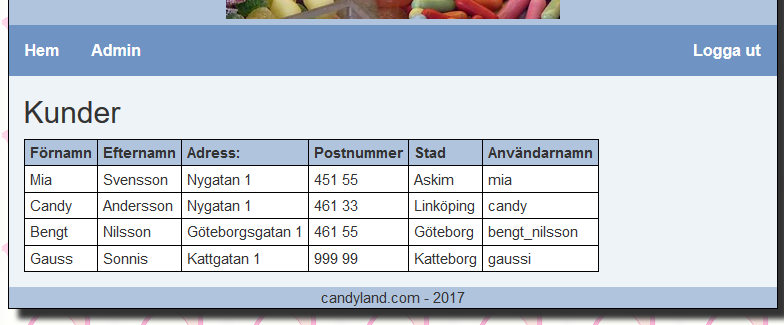 Hem Admin Logga ut
Kunder
Förnamn Efternamn Adress: Postnummer Stad Användarnamn
Mia Svensson Nygatan 1 451 55 Askim mia
Candy Andersson Nygatan 1 461 33 Linköping candy
Bengt Nilsson Göteborgsgatan 1 461 55 Göteborg bengt_nilsson
Gauss Sonnis Kattgatan 1 999 99 Katteborg gaussi
candyland.com - 2017